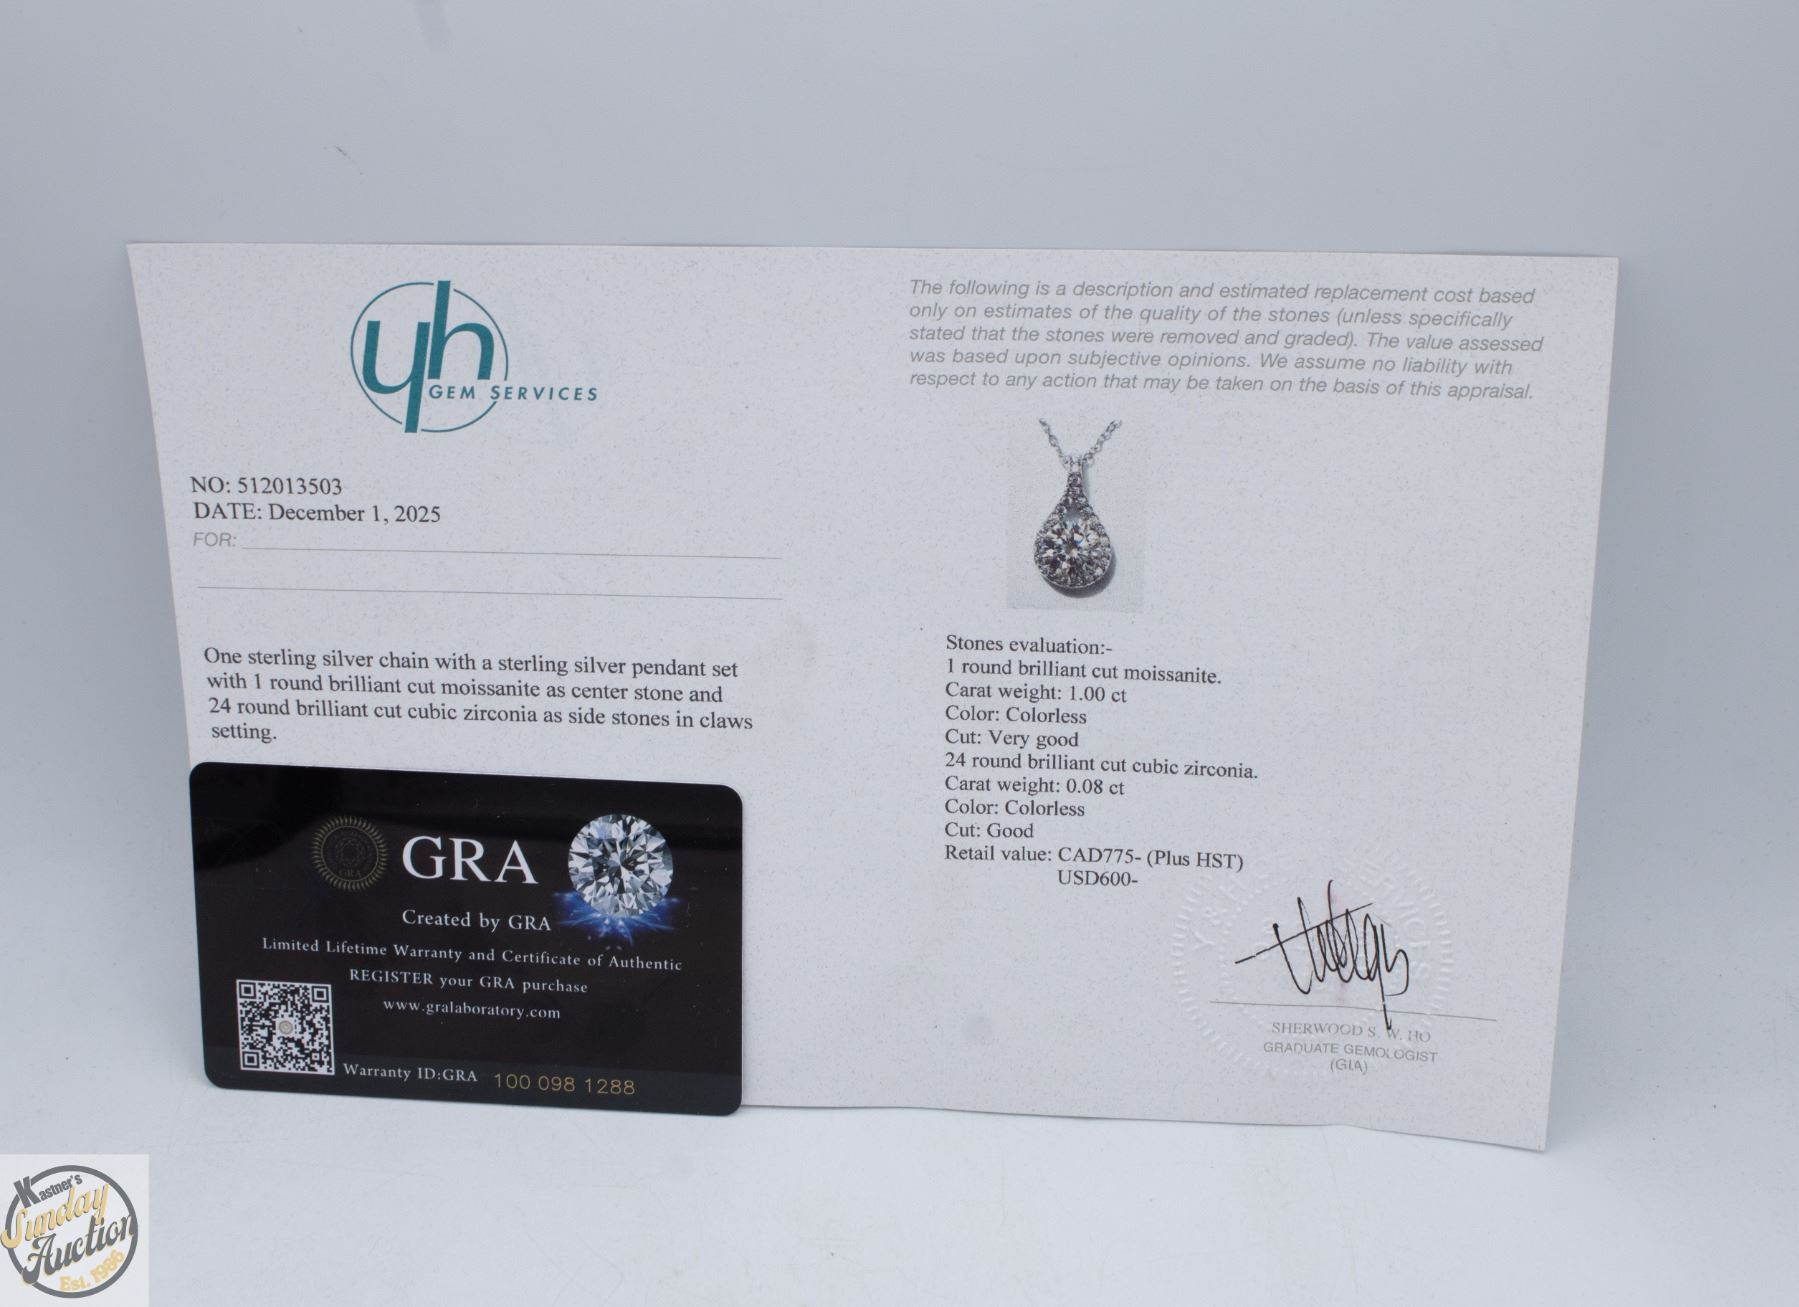 yh
GEM SERVICES
NO: 512013503
DATE: December 1, 2025
FOR:
One sterling silver chain with a sterling silver pendant set
with 1 round brilliant cut moissanite as center stone and
24 round brilliant cut cubic zirconia as side stones in claws
setting.
The following is a description and estimated replacement cost based
only on estimates of the quality of the stones (unless specifically
stated that the stones were removed and graded). The value assessed
was based upon subjective opinions. We assume no liability with
respect to any action that may be taken on the basis of this appraisal.
Stones evaluation:-
1 round brilliant cut moissanite.
Carat weight: 1.00 ct
Color: Colorless
Cut: Very good
24 round brilliant cut cubic zirconia.
Carat weight: 0.08 ct
Color: Colorless
Cut: Good
Retail value: CAD775- (Plus HST)
USD600-
SHERWOOD S. W. HO
GRADUATE GEMOLOGIST
(GIA)
GRA
GRA
Created by GRA
Limited Lifetime Warranty and Certificate of Authentic
REGISTER your GRA purchase
www.gralaboratory.com
Warranty ID:GRA 100 098 1288
Kastner's
Sunday
Auction
Est. 1986